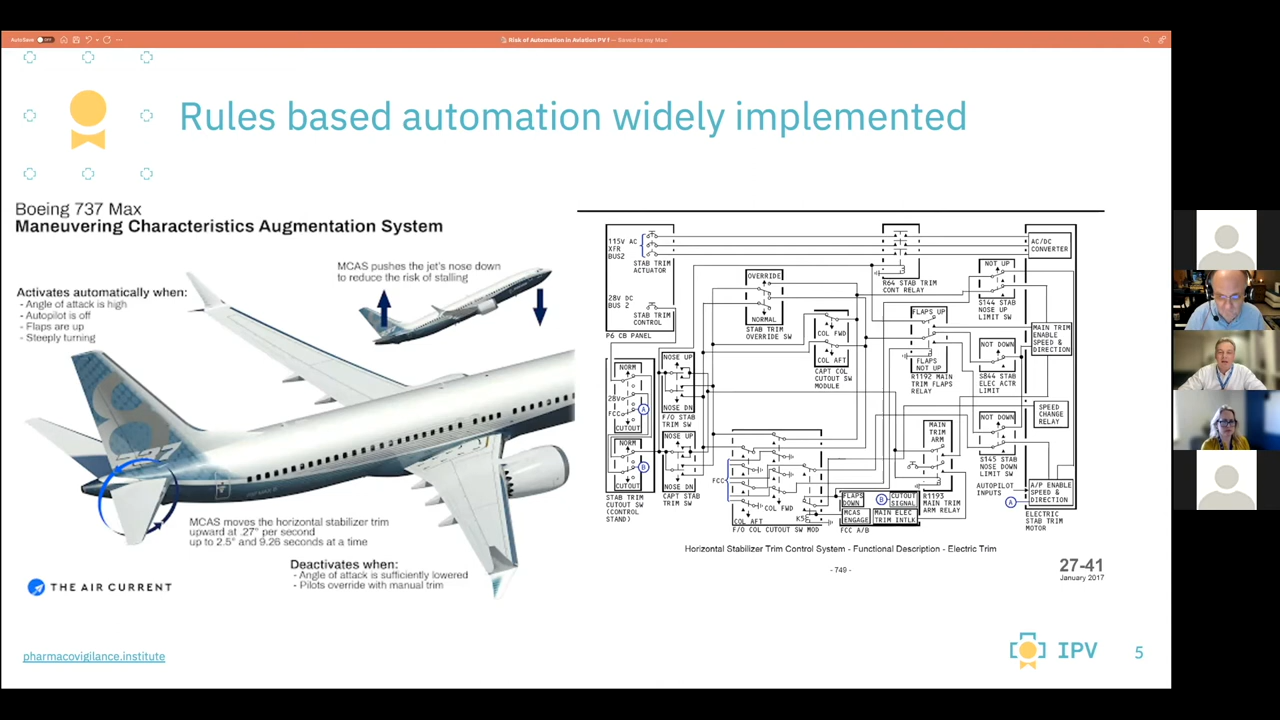 AutoSave OFF
Risk of Automation in Aviation PV f — Saved to my Mac
Rules based automation widely implemented
Boeing 737 Max
Maneuvering Characteristics Augmentation System
MCAS pushes the jet's nose down
to reduce the risk of stalling
Activates automatically when:
- Angle of attack is high
- Autopilot is off
- Flaps are up
- Steeply turning
MCAS moves the horizontal stabilizer trim
upward at .27° per second
up to 2.5° and 9.26 seconds at a time
Deactivates when:
- Angle of attack is sufficiently lowered
- Pilots override with manual trim
THE AIR CURRENT
115V AC
XFR
BUS2
STAB TRIM
ACTUATOR
28V DC
BUS 2
STAB TRIM
CONTROL
P6 CB PANEL
OVERRIDE
NORMAL
STAB TRIM
OVERRIDE SW
R64 STAB TRIM
CONT RELAY
AC/DC
CONVERTER
NOT UP
S144 STAB
NOSE UP
LIMIT SW
COL FWD
COL AFT
CAPT COL
CUTOUT SW
MODULE
FLAPS UP
FLAPS
NOT UP
R1192 MAIN
TRIM FLAPS
RELAY
NOT DOWN
S844 STAB
ELEC ACTR
LIMIT
MAIN TRIM
ENABLE
SPEED &
DIRECTION
NORM
28V
FCC
A
CUTOUT
NORM
B
CUTOUT
STAB TRIM
CUTOUT SW
(CONTROL
STAND)
NOSE UP
NOSE DN
F/O STAB
TRIM SW
NOSE UP
NOSE DN
CAPT STAB
TRIM SW
FCC
COL AFT
COL FWD
F/O COL CUTOUT SW MOD
FLAPS
DOWN
B
CUTOUT
SIGNAL
MCAS
ENGAGE
MAIN ELEC
TRIM INTLK
FCC A/B
MAIN
TRIM
ARM
R1193
MAIN TRIM
ARM RELAY
NOT DOWN
S145 STAB
NOSE DOWN
LIMIT SW
AUTOPILOT
INPUTS
A
SPEED
CHANGE
RELAY
A/P ENABLE
SPEED &
DIRECTION
ELECTRIC
STAB TRIM
MOTOR
Horizontal Stabilizer Trim Control System - Functional Description - Electric Trim
- 749 -
27-41
January 2017
pharmacovigilance.institute
IPV
5